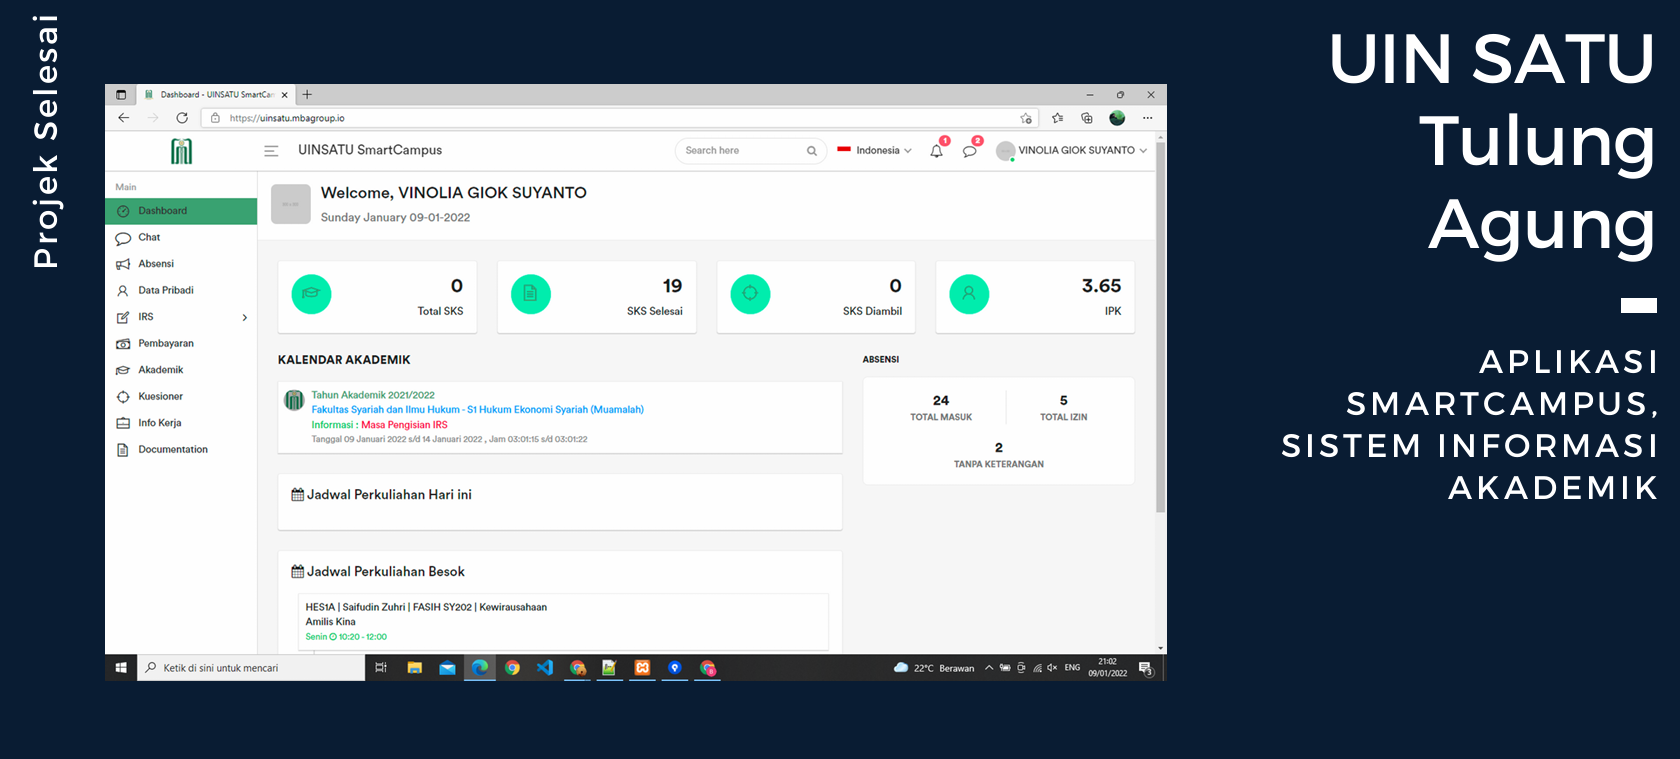 Projek Selesai
UIN SATU
Tulung
Agung
APLIKASI
SMARTCAMPUS,
SISTEM INFORMASI
AKADEMIK
Dashboard - UINSATU SmartCam
https://uinsatu.mbagroup.io
UINSATU SmartCampus
Search here
Indonesia
1
2
VINOLIA GIOK SUYANTO
Main
Dashboard
Chat
Absensi
Data Pribadi
IRS
Pembayaran
Akademik
Kuesioner
Info Kerja
Documentation
Welcome, VINOLIA GIOK SUYANTO
Sunday January 09-01-2022
0
Total SKS
19
SKS Selesai
0
SKS Diambil
3.65
IPK
KALENDAR AKADEMIK
Tahun Akademik 2021/2022
Fakultas Syariah dan Ilmu Hukum - S1 Hukum Ekonomi Syariah (Muamalah)
Informasi : Masa Pengisian IRS
Tanggal 09 Januari 2022 s/d 14 Januari 2022 , Jam 03:01:15 s/d 03:01:22
ABSENSI
24
TOTAL MASUK
5
TOTAL IZIN
2
TANPA KETERANGAN
Jadwal Perkuliahan Hari ini
Jadwal Perkuliahan Besok
HES1A | Saifudin Zuhri | FASIH SY202 | Kewirausahaan
Amilis Kina
Senin 10:20 - 12:00
Ketik di sini untuk mencari
22°C Berawan
ENG
21:02
09/01/2022
3